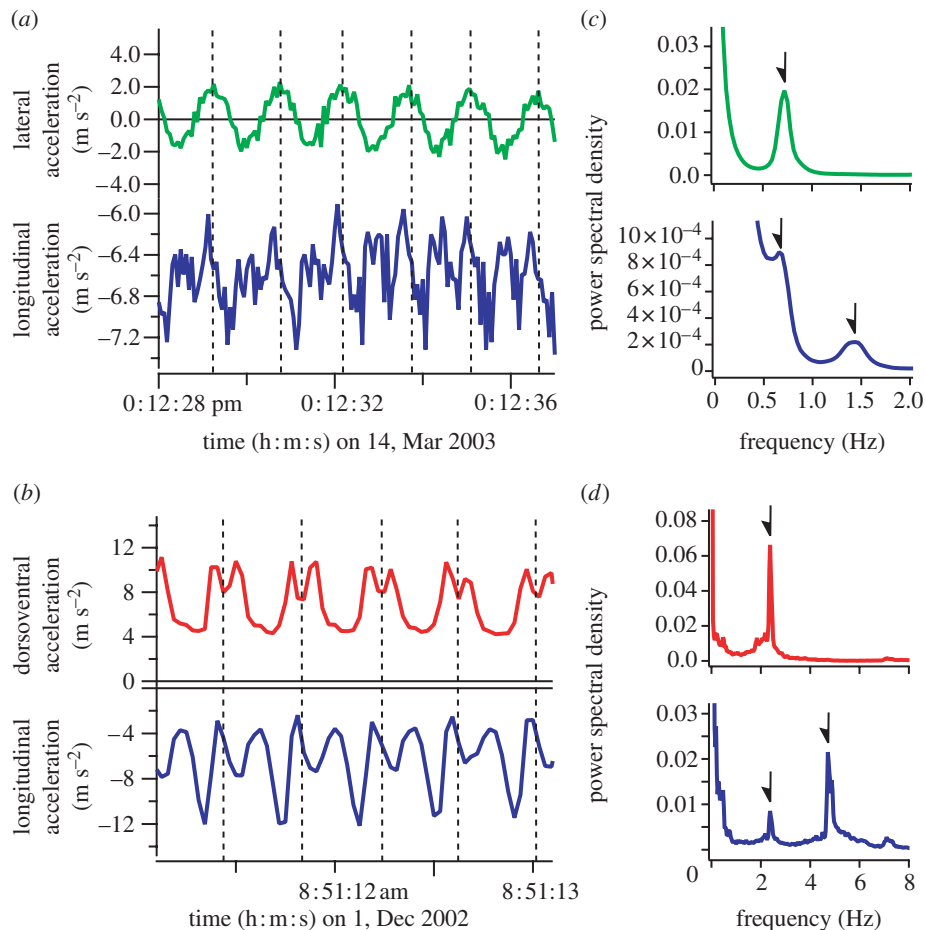 (a)
lateral
acceleration
(m s⁻²)
4.0
2.0
0.0
−2.0
−4.0
longitudinal
acceleration
(m s⁻²)
−6.0
−6.4
−6.8
−7.2
0:12:28 pm 0:12:32 0:12:36
time (h:m:s) on 14, Mar 2003
(c)
power spectral density
0.03
0.02
0.01
0.0
10×10⁻⁴
8×10⁻⁴
6×10⁻⁴
4×10⁻⁴
2×10⁻⁴
0
0 0.5 1.0 1.5 2.0
frequency (Hz)
(b)
dorsoventral
acceleration
(m s⁻²)
12
8
4
0
longitudinal
acceleration
(m s⁻²)
−4
−8
−12
8:51:12 am 8:51:13
time (h:m:s) on 1, Dec 2002
(d)
power spectral density
0.08
0.06
0.04
0.02
0.0
0.03
0.02
0.01
0
2 4 6 8
frequency (Hz)